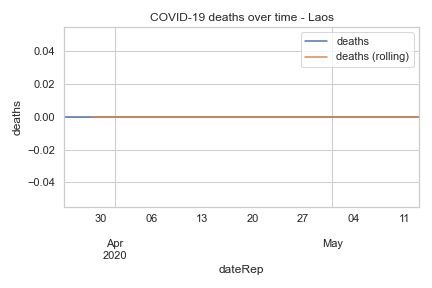 COVID-19 deaths over time - Laos
deaths
deaths (rolling)
0.04
0.02
0.00
−0.02
−0.04
deaths
30 06 13 20 27 04 11
Apr May
2020
dateRep